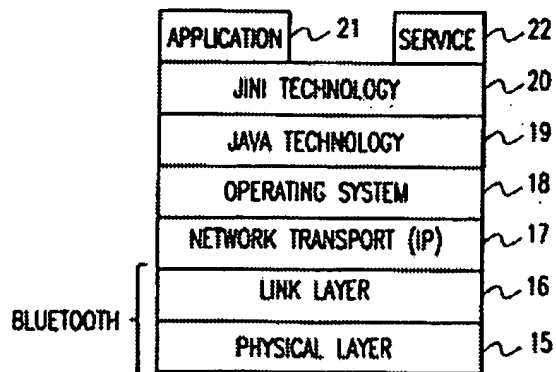 APPLICATION 21 SERVICE 22
JINI TECHNOLOGY 20
JAVA TECHNOLOGY 19
OPERATING SYSTEM 18
NETWORK TRANSPORT (IP) 17
LINK LAYER 16
BLUETOOTH
PHYSICAL LAYER 15